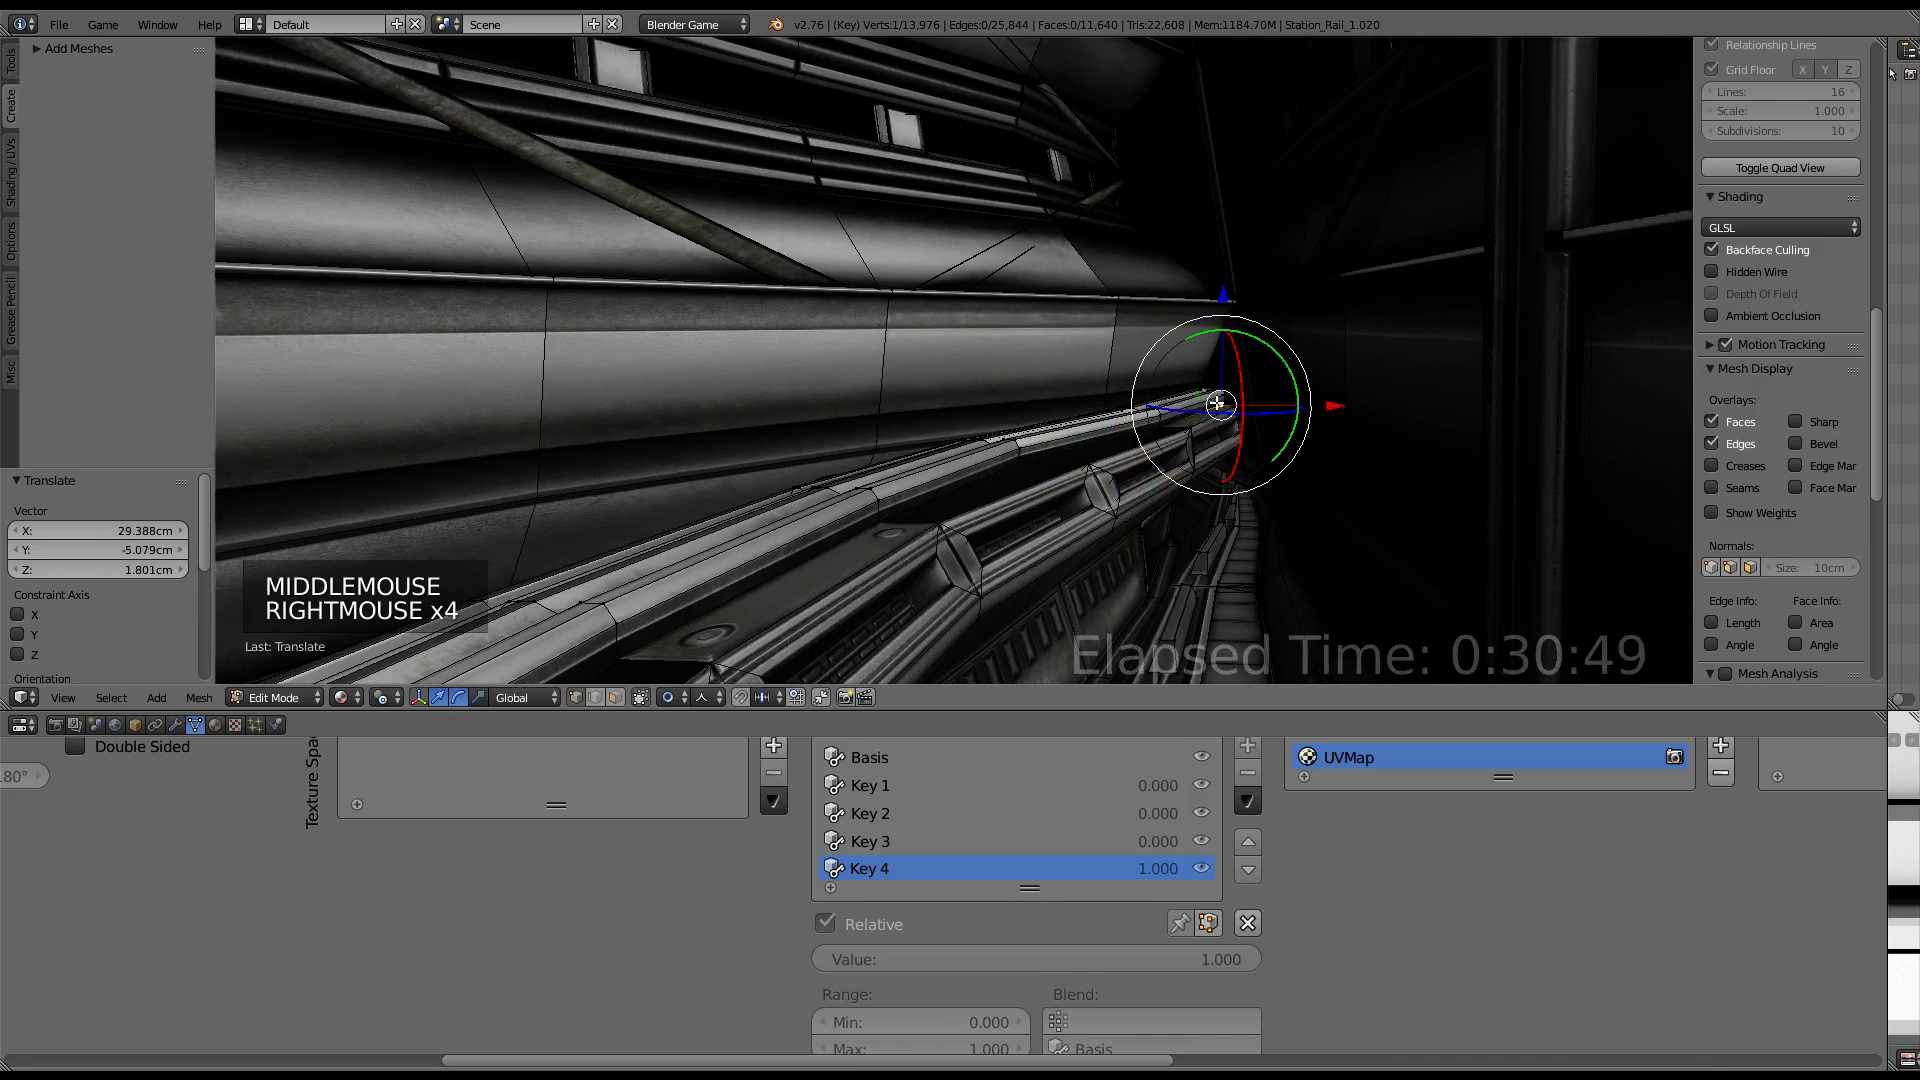 File Game Window Help Default Scene Blender Game v2.76 | (Key) Verts:1/13,976 | Edges:0/25,844 | Faces:0/11,640 | Tris:22,608 | Mem:1184.70M | Station_Rail_1.020
Add Meshes
Tools
Create
Shading / UVs
Options
Grease Pencil
Misc
Relationship Lines
Grid Floor X Y Z
Lines: 16
Scale: 1.000
Subdivisions: 10
Toggle Quad View
Shading
GLSL
Backface Culling
Hidden Wire
Depth Of Field
Ambient Occlusion
Motion Tracking
Mesh Display
Overlays:
Faces Sharp
Edges Bevel
Creases Edge Mar
Seams Face Mar
Show Weights
Normals:
Size: 10cm
Edge Info: Face Info:
Length Area
Angle Angle
Mesh Analysis
Translate
Vector
X: 29.388cm
Y: -5.079cm
Z: 1.801cm
Constraint Axis
X
Y
Z
Orientation
MIDDLEMOUSE
RIGHTMOUSE x4
Last: Translate
Elapsed Time: 0:30:49
View Select Add Mesh Edit Mode Global
Double Sided
80°
Texture Spa
Basis
Key 1 0.000
Key 2 0.000
Key 3 0.000
Key 4 1.000
Relative
Value: 1.000
Range: Blend:
Min: 0.000
Max: 1.000 Basis
UVMap